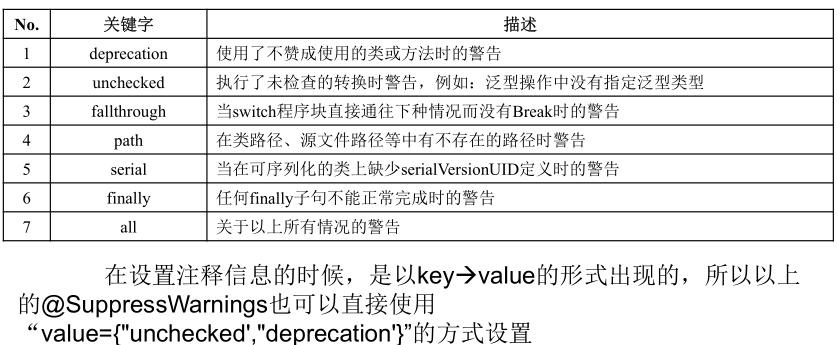 No. 关键字 描述
1 deprecation 使用了不赞成使用的类或方法时的警告
2 unchecked 执行了未检查的转换时警告，例如：泛型操作中没有指定泛型类型
3 fallthrough 当switch程序块直接通往下种情况而没有Break时的警告
4 path 在类路径、源文件路径等中有不存在的路径时警告
5 serial 当在可序列化的类上缺少serialVersionUID定义时的警告
6 finally 任何finally子句不能正常完成时的警告
7 all 关于以上所有情况的警告
在设置注释信息的时候，是以key→value的形式出现的，所以以上
的@SuppressWarnings也可以直接使用
“value={"unchecked',"deprecation'}”的方式设置